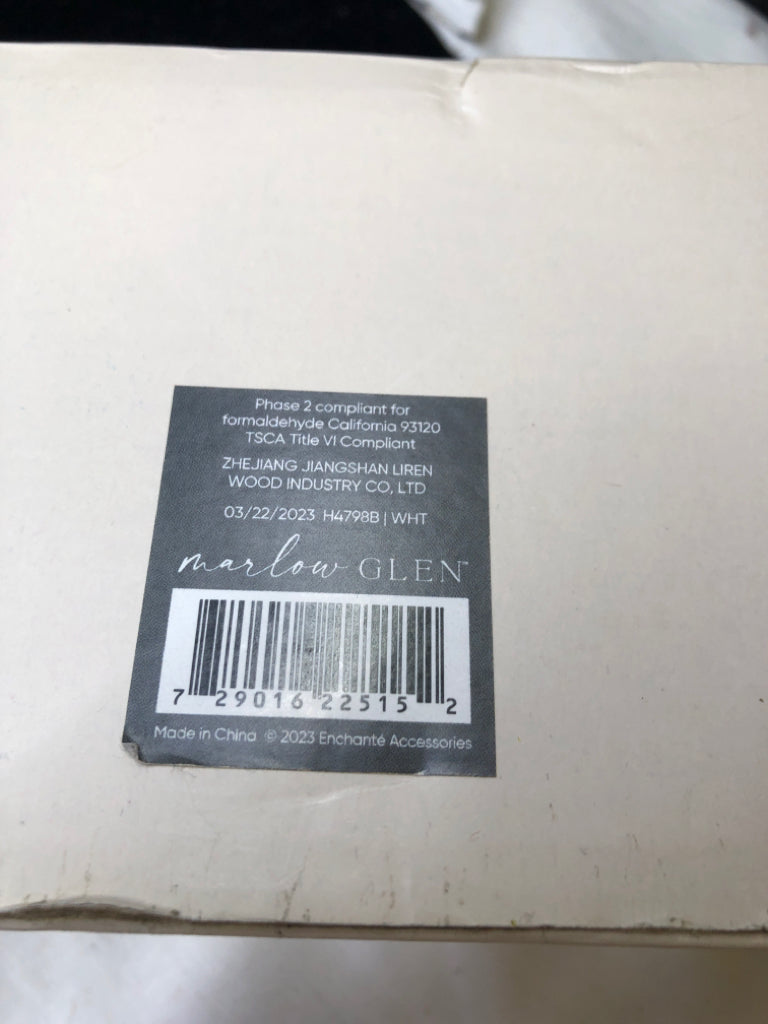 Phase 2 compliant for
formaldehyde California 93120
TSCA Title VI Compliant
ZHEJIANG JIANGSHAN LIREN
WOOD INDUSTRY CO, LTD
03/22/2023 H4798B | WHT
marlow GLEN™
7 29016 22515 2
Made in China © 2023 Enchanté Accessories